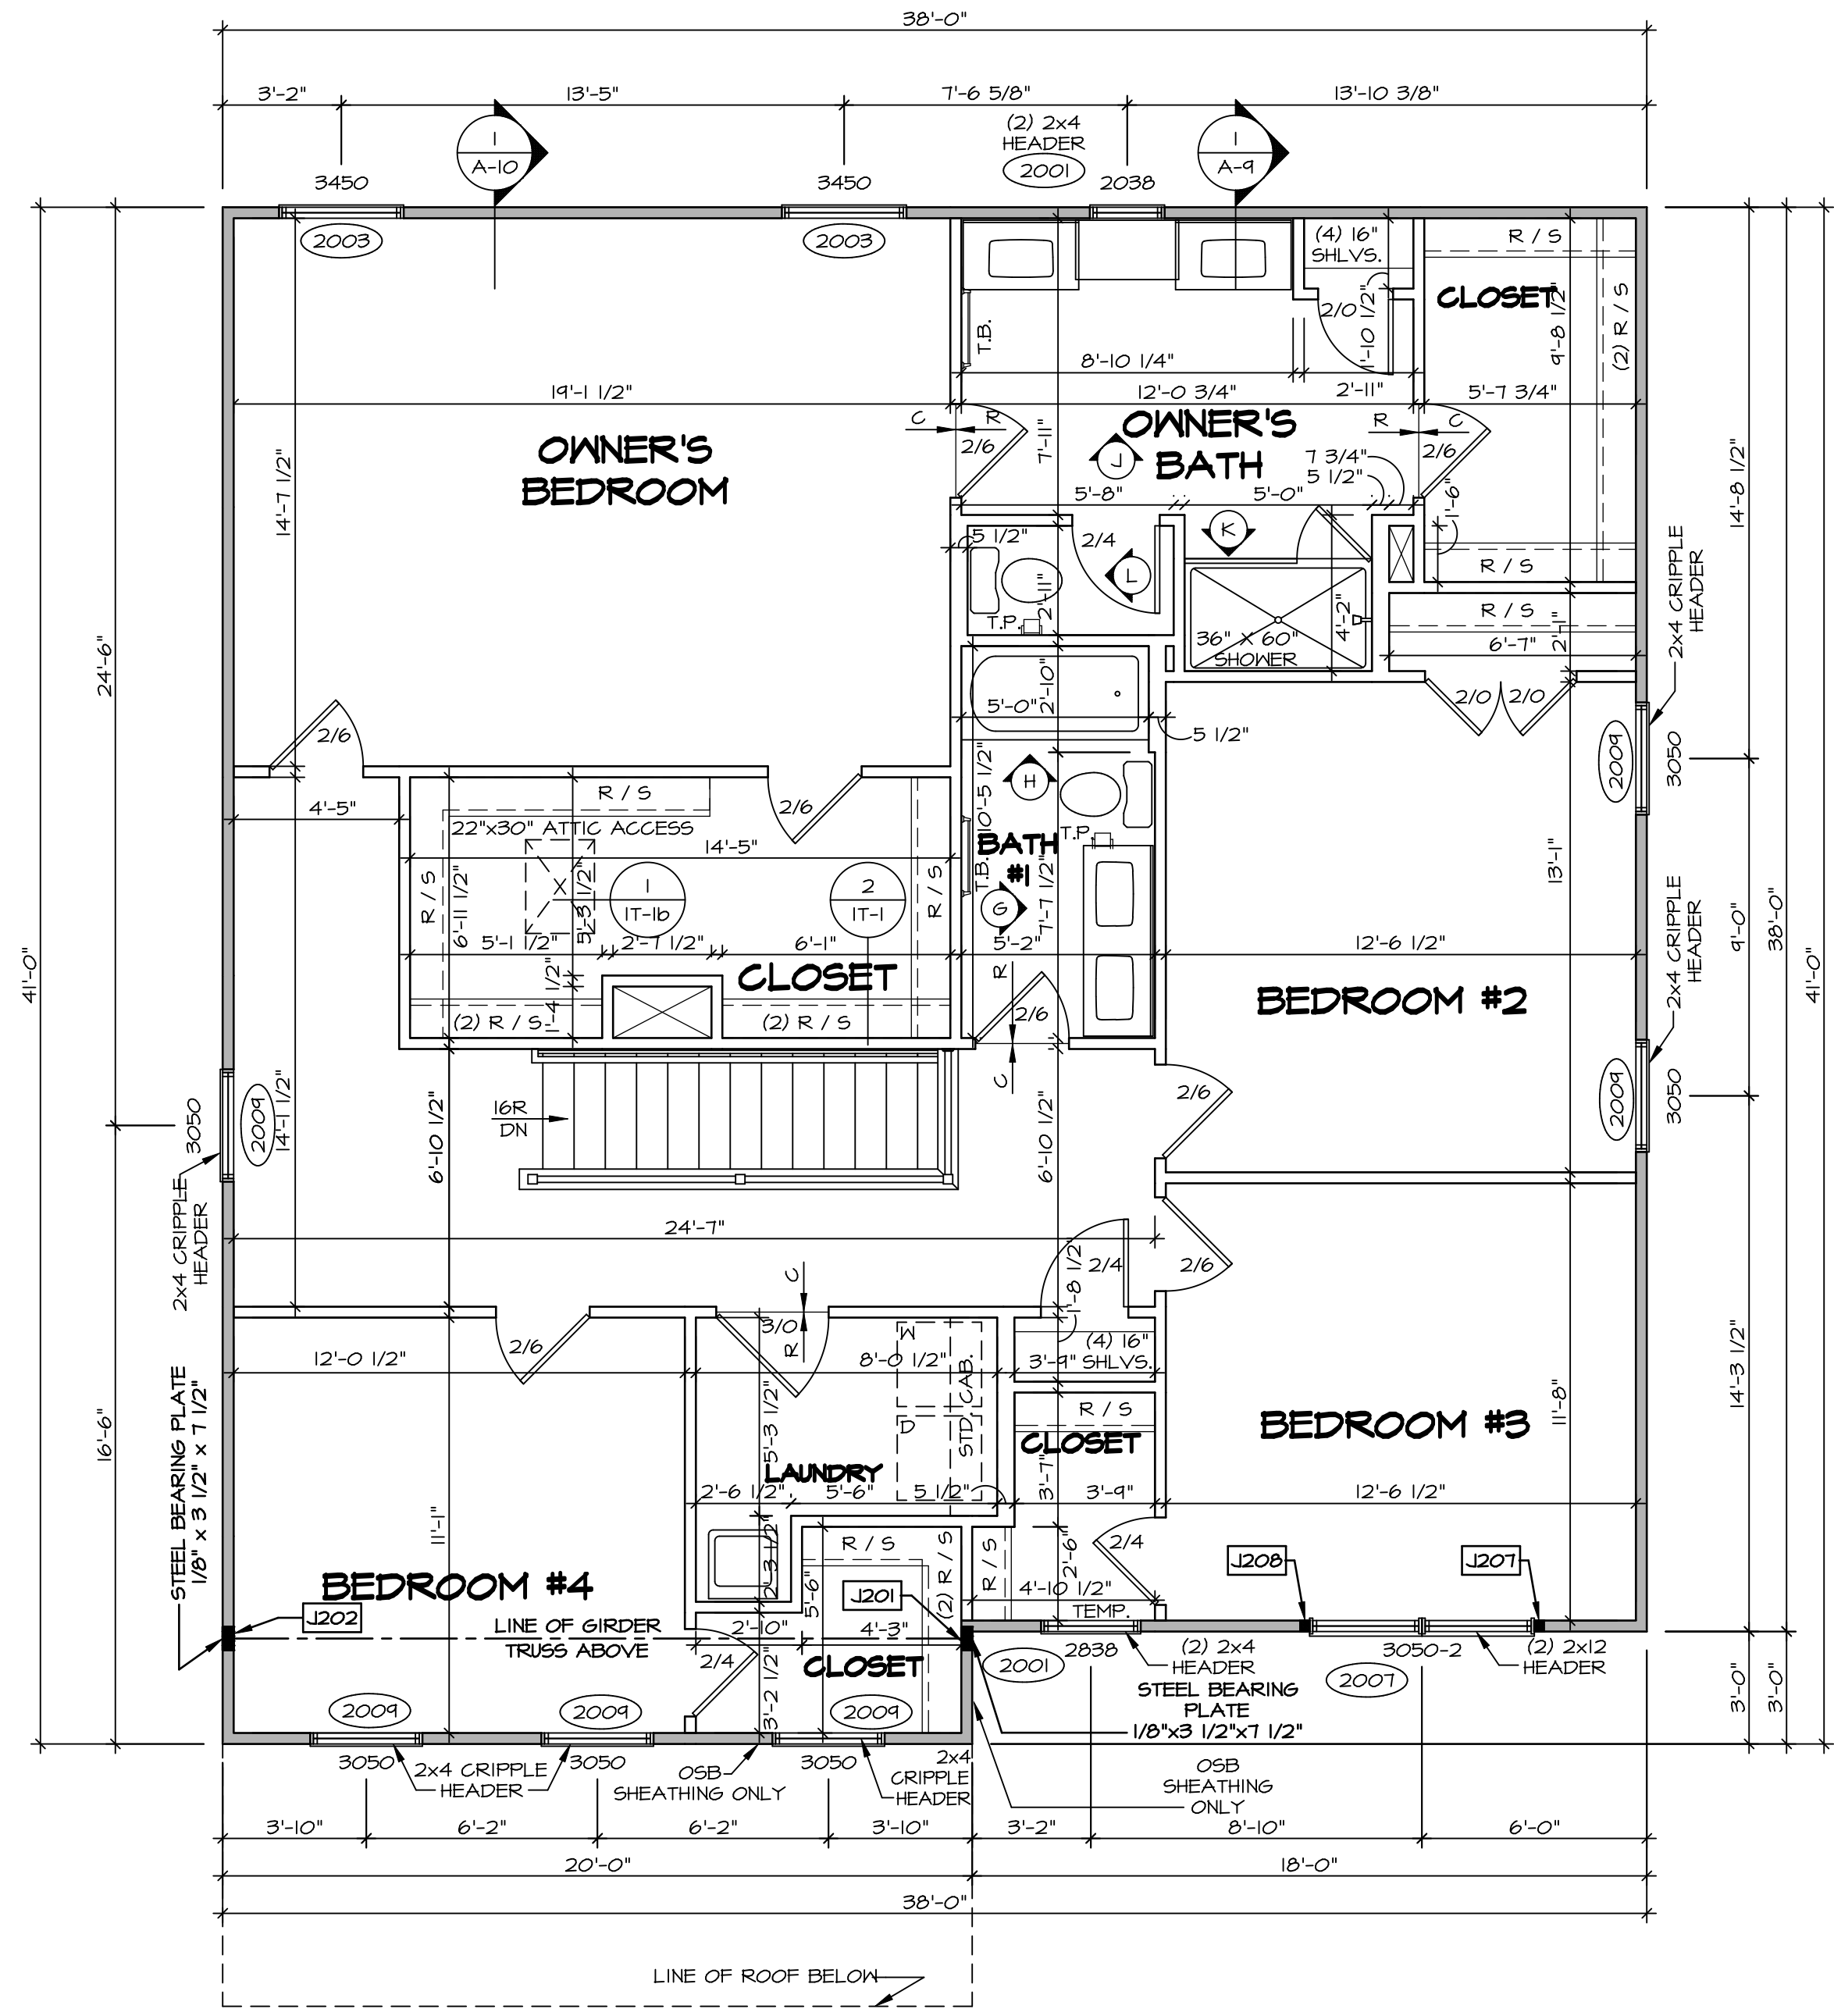 38'-0"
3'-2"
13'-5"
7'-6 5/8"
13'-10 3/8"
1
A-10
(2) 2x4
HEADER
2001
1
A-9
3450
3450
2038
2003
2003
(4) 16"
SHLVS.
R / S
CLOSET
2/0
1'-10 1/2"
9'-8 1/2"
(2) R / S
T.B.
8'-10 1/4"
19'-1 1/2"
12'-0 3/4"
2'-11"
5'-7 3/4"
C
R
2/6
OWNER'S
BEDROOM
OWNER'S
BATH
J
7'-11"
R
C
2/6
7 3/4"
5 1/2"
14'-7 1/2"
14'-8 1/2"
5'-8"
5'-0"
1'-6"
5 1/2"
2/4
K
L
R / S
2x4 CRIPPLE
HEADER
2'-11"
T.P.
36" X 60"
SHOWER
4'-2"
R / S
6'-7"
2'-1"
24'-6"
2'-10"
5'-0"
5 1/2"
2/0
2/0
2/6
2009
3050
4'-5"
R / S
2/6
22"x30" ATTIC ACCESS
14'-5"
10'-5 1/2"
H
T.P.
BATH
#1
T.B.
G
7'-7 1/2"
13'-1"
R / S
6'-11 1/2"
5'-3 1/2"
1
IT-1b
2
IT-1
R / S
5'-1 1/2"
2'-7 1/2"
6'-1"
5'-2"
12'-6 1/2"
2x4 CRIPPLE
HEADER
9'-0"
38'-0"
41'-0"
41'-0"
CLOSET
1'-4 1/2"
(2) R / S
(2) R / S
R
2/6
C
BEDROOM #2
3050
2009
14'-1 1/2"
6'-10 1/2"
16R
DN
6'-10 1/2"
2/6
2009
3050
2x4 CRIPPLE
HEADER
24'-7"
2/4
2/6
1'-8 1/2"
C
3/0
R
2/6
W
(4) 16"
3'-9" SHLVS.
12'-0 1/2"
8'-0 1/2"
14'-3 1/2"
STEEL BEARING PLATE
1/8" x 3 1/2" x 7 1/2"
16'-6"
5'-3 1/2"
D
STD. CAB.
R / S
CLOSET
BEDROOM #3
11'-8"
LAUNDRY
2'-6 1/2"
5'-6"
5 1/2"
3'-7"
3'-9"
12'-6 1/2"
11'-1"
2'-3 1/2"
R / S
(2) R / S
R / S
2'-6"
2/4
J208
J207
BEDROOM #4
J202
5'-6"
J201
4'-10 1/2"
TEMP.
LINE OF GIRDER
TRUSS ABOVE
2'-10"
4'-3"
2/4
CLOSET
3'-2 1/2"
2001
2838
(2) 2x4
HEADER
3050-2
2007
(2) 2x12
HEADER
STEEL BEARING
PLATE
1/8"x3 1/2"x7 1/2"
3'-0"
3'-0"
2009
2009
2009
3050
2x4 CRIPPLE
HEADER
3050
OSB
SHEATHING ONLY
3050
2x4
CRIPPLE
HEADER
OSB
SHEATHING
ONLY
3'-10"
6'-2"
6'-2"
3'-10"
3'-2"
8'-10"
6'-0"
20'-0"
18'-0"
38'-0"
LINE OF ROOF BELOW